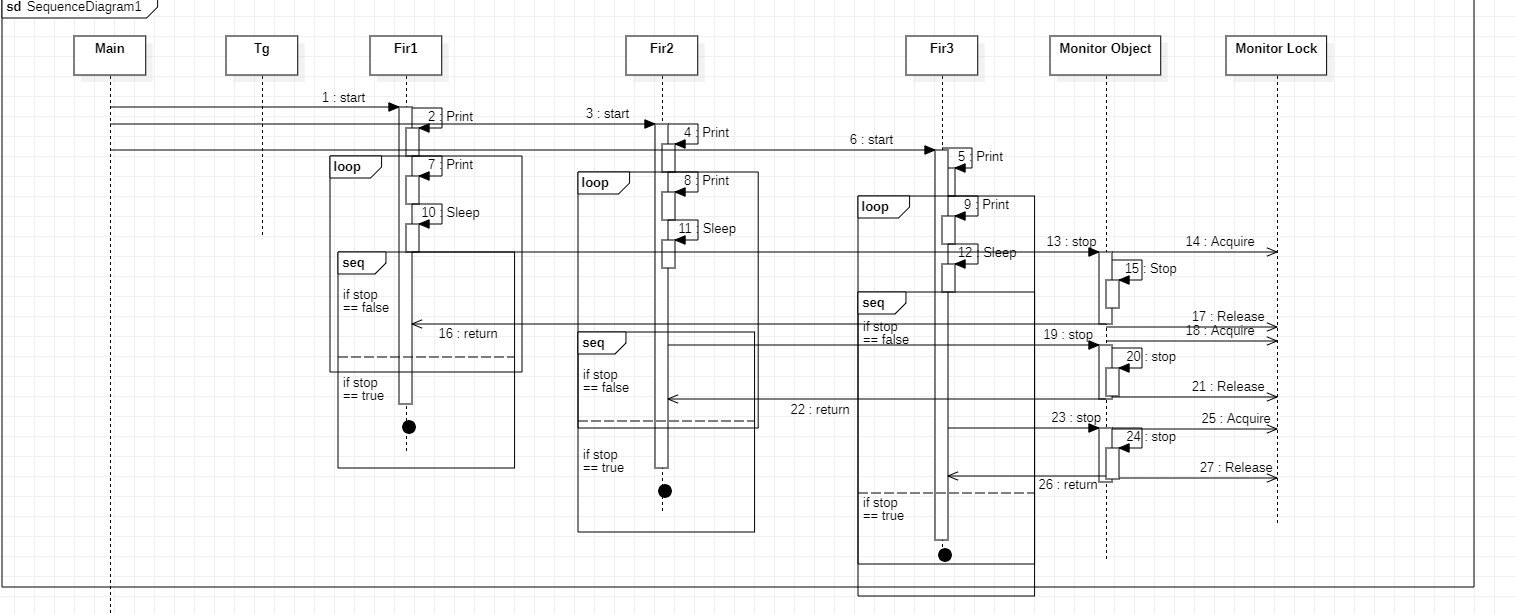 sd SequenceDiagram1
Main
Tg
Fir1
Fir2
Fir3
Monitor Object
Monitor Lock
1 : start
2 : Print
3 : start
4 : Print
6 : start
5 : Print
loop
7 : Print
loop
8 : Print
loop
9 : Print
10 : Sleep
11 : Sleep
12 : Sleep
13 : stop
14 : Acquire
seq
15 : Stop
if stop
== false
seq
if stop
== false
16 : return
17 : Release
18 : Acquire
19 : stop
seq
20 : stop
if stop
== false
if stop
== true
21 : Release
22 : return
23 : stop
25 : Acquire
24 : stop
if stop
== true
27 : Release
26 : return
if stop
== true